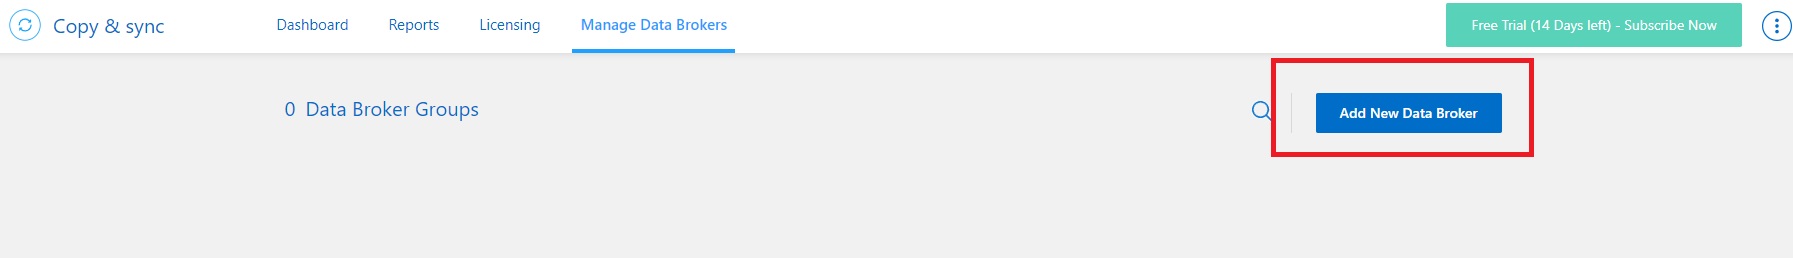 Copy & sync
Dashboard
Reports
Licensing
Manage Data Brokers
Free Trial (14 Days left) - Subscribe Now
0 Data Broker Groups
Add New Data Broker